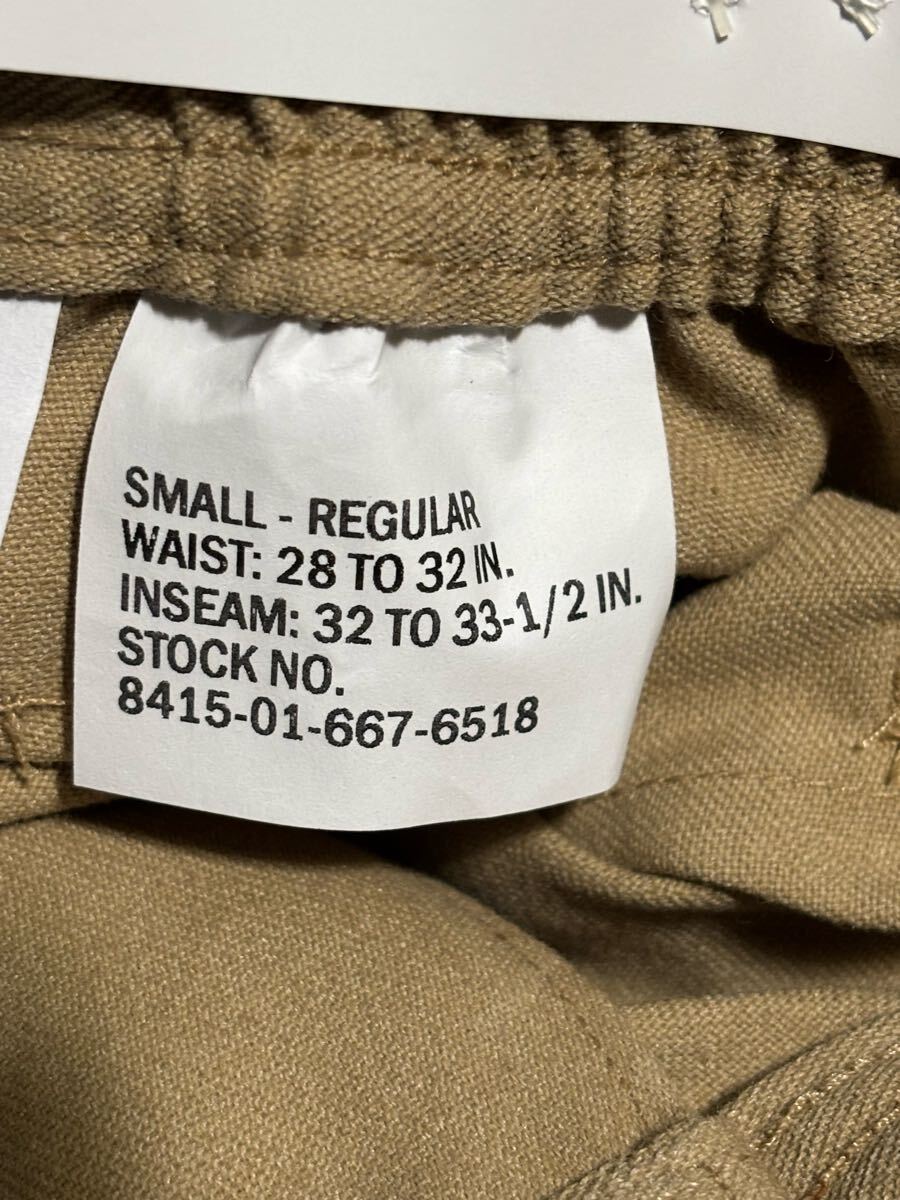 SMALL - REGULAR
WAIST: 28 TO 32 IN.
INSEAM: 32 TO 33-1/2 IN.
STOCK NO.
8415-01-667-6518